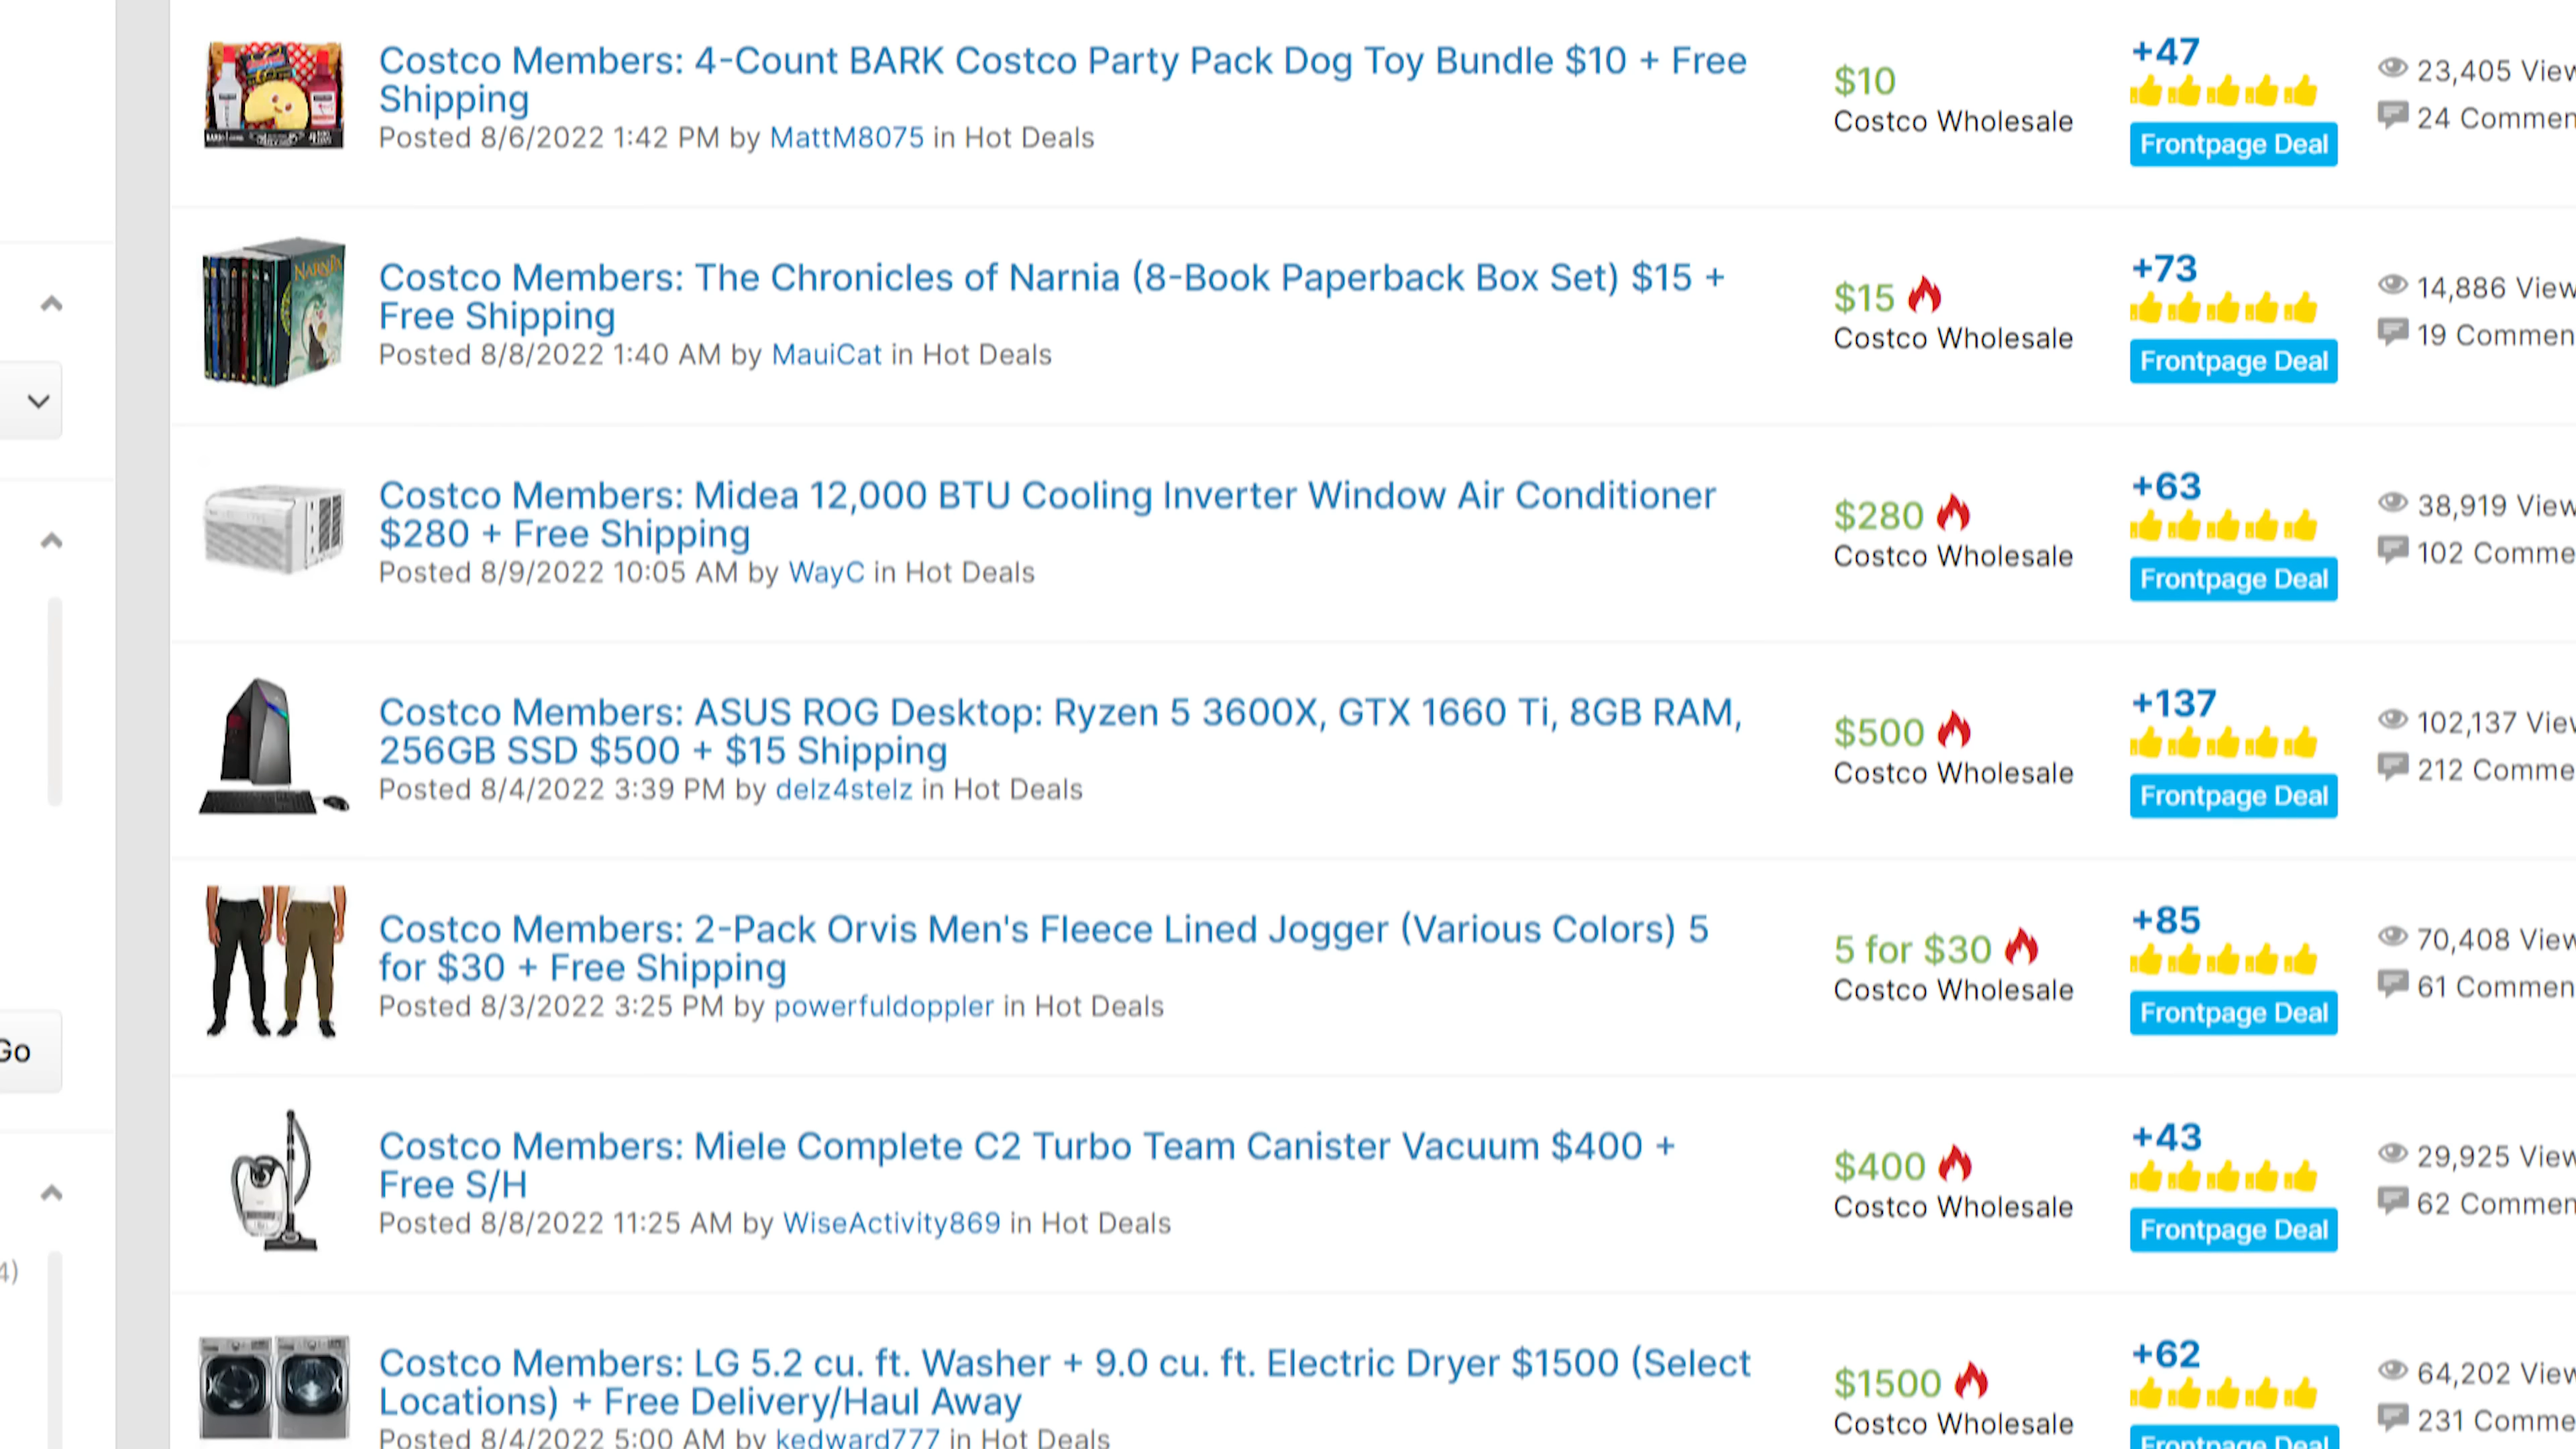 Costco Members: 4-Count BARK Costco Party Pack Dog Toy Bundle $10 + Free
Shipping
Posted 8/6/2022 1:42 PM by MattM8075 in Hot Deals
$10
Costco Wholesale
+47
Frontpage Deal
23,405 View
24 Commen
NARNIA
Costco Members: The Chronicles of Narnia (8-Book Paperback Box Set) $15 +
Free Shipping
Posted 8/8/2022 1:40 AM by MauiCat in Hot Deals
$15
Costco Wholesale
+73
Frontpage Deal
14,886 View
19 Commen
Costco Members: Midea 12,000 BTU Cooling Inverter Window Air Conditioner
$280 + Free Shipping
Posted 8/9/2022 10:05 AM by WayC in Hot Deals
$280
Costco Wholesale
+63
Frontpage Deal
38,919 View
102 Comme
Costco Members: ASUS ROG Desktop: Ryzen 5 3600X, GTX 1660 Ti, 8GB RAM,
256GB SSD $500 + $15 Shipping
Posted 8/4/2022 3:39 PM by delz4stelz in Hot Deals
$500
Costco Wholesale
+137
Frontpage Deal
102,137 View
212 Comme
Costco Members: 2-Pack Orvis Men's Fleece Lined Jogger (Various Colors) 5
for $30 + Free Shipping
Posted 8/3/2022 3:25 PM by powerfuldoppler in Hot Deals
5 for $30
Costco Wholesale
+85
Frontpage Deal
70,408 View
61 Commen
Go
Costco Members: Miele Complete C2 Turbo Team Canister Vacuum $400 +
Free S/H
Posted 8/8/2022 11:25 AM by WiseActivity869 in Hot Deals
$400
Costco Wholesale
+43
Frontpage Deal
29,925 View
62 Commen
4)
Costco Members: LG 5.2 cu. ft. Washer + 9.0 cu. ft. Electric Dryer $1500 (Select
Locations) + Free Delivery/Haul Away
Posted 8/4/2022 5:00 AM by kedward777 in Hot Deals
$1500
Costco Wholesale
+62
Frontpage Deal
64,202 View
231 Comme